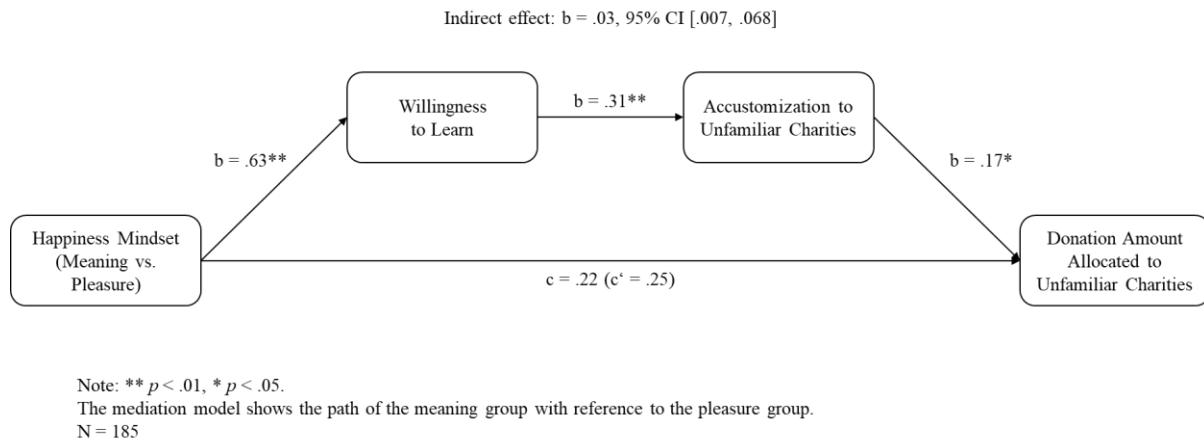 Indirect effect: b = .03, 95% CI [.007, .068]
Willingness
to Learn
b = .31**
Accustomization to
Unfamiliar Charities
b = .63**
b = .17*
Happiness Mindset
(Meaning vs.
Pleasure)
c = .22 (c‘ = .25)
Donation Amount
Allocated to
Unfamiliar Charities
Note: ** p < .01, * p < .05.
The mediation model shows the path of the meaning group with reference to the pleasure group.
N = 185